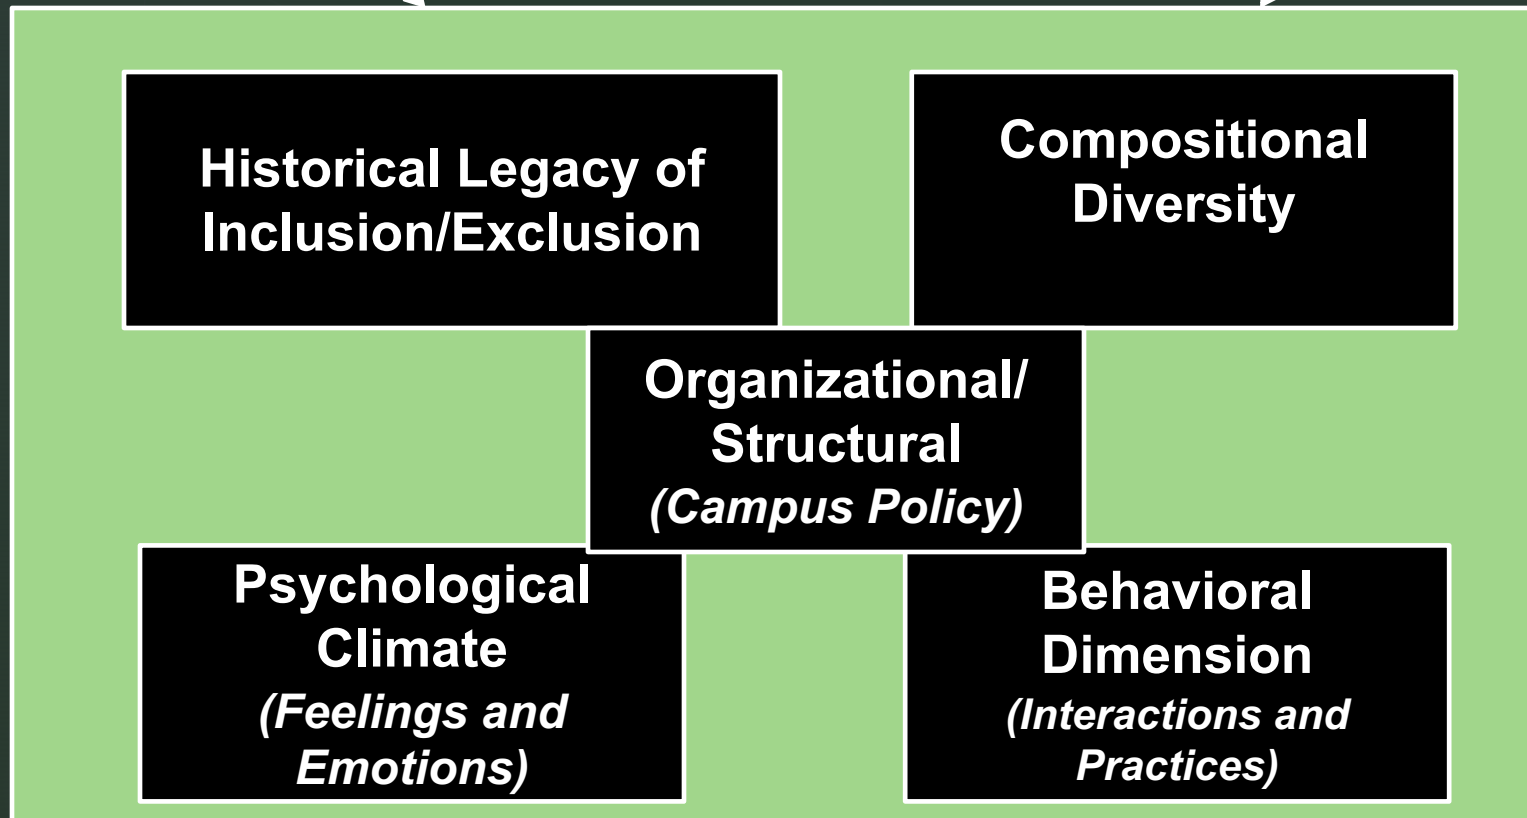 Historical Legacy of
Inclusion/Exclusion
Compositional
Diversity
Organizational/
Structural
(Campus Policy)
Psychological
Climate
(Feelings and
Emotions)
Behavioral
Dimension
(Interactions and
Practices)